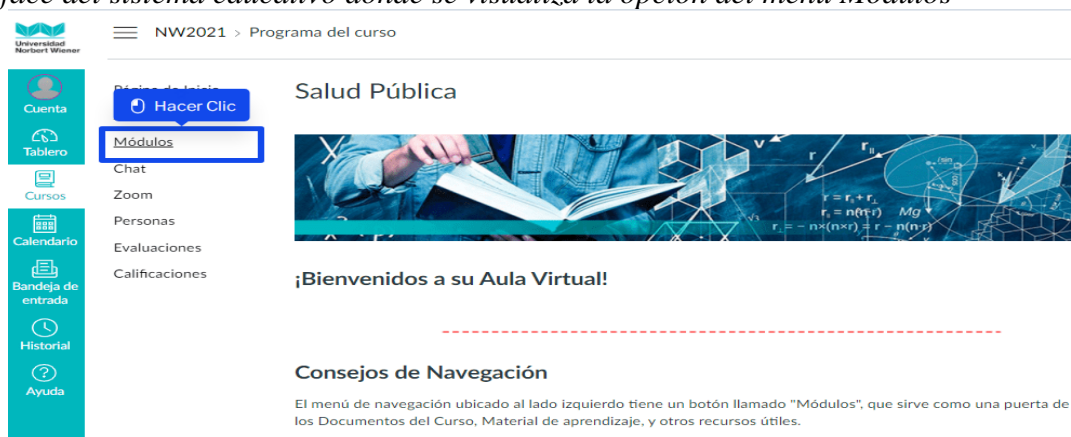 del sistema educativo donde se visualiza la opción del menú Módulos
Universidad
Norbert Wiener
NW2021 > Programa del curso
Cuenta
Tablero
Cursos
Calendario
Bandeja de
entrada
Historial
Ayuda
Página de Inicio
Hacer Clic
Módulos
Chat
Zoom
Personas
Evaluaciones
Calificaciones
Salud Pública
¡Bienvenidos a su Aula Virtual!
Consejos de Navegación
El menú de navegación ubicado al lado izquierdo tiene un botón llamado "Módulos", que sirve como una puerta de
los Documentos del Curso, Material de aprendizaje, y otros recursos útiles.